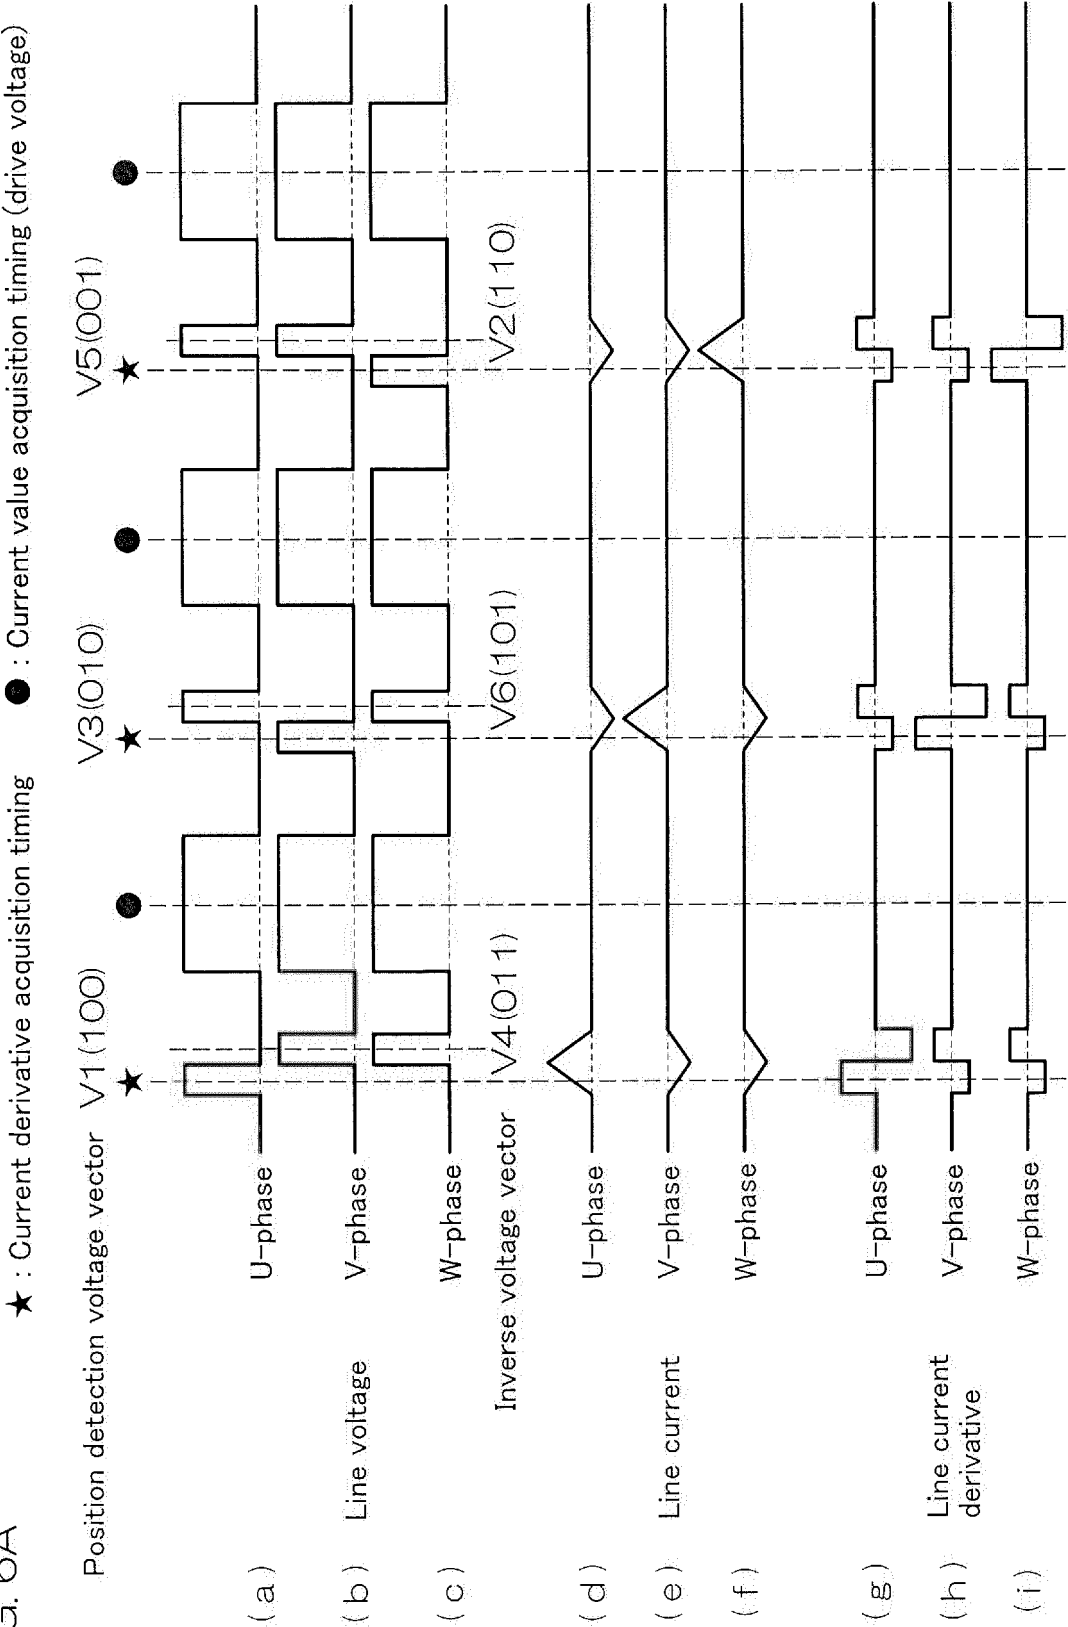 G. 6A
★ : Current derivative acquisition timing ● : Current value acquisition timing (drive voltage)
Position detection voltage vector V1(100) V3(010) V5(001)
(a) U-phase
(b) Line voltage V-phase
(c) W-phase
Inverse voltage vector V4(011) V6(101) V2(110)
(d) U-phase
(e) Line current V-phase
(f) W-phase
(g) U-phase
(h) Line current V-phase
derivative
(i) W-phase